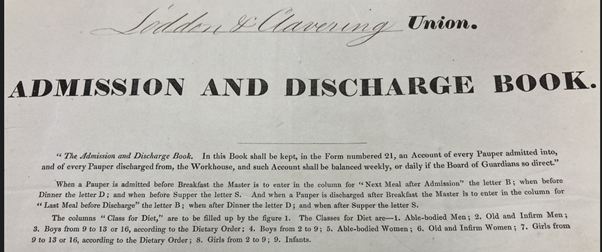 Loddon & Clavering Union.
ADMISSION AND DISCHARGE BOOK.
"The Admission and Discharge Book. In this Book shall be kept, in the Form numbered 21, an Account of every Pauper admitted into,
and of every Pauper discharged from, the Workhouse, and such Account shall be balanced weekly, or daily if the Board of Guardians so direct."
When a Pauper is admitted before Breakfast the Master is to enter in the column for "Next Meal after Admission" the letter B; when before
Dinner the letter D; and when before Supper the letter S. And when a Pauper is discharged after Breakfast the Master is to enter in the column for
"Last Meal before Discharge" the letter B; when after Dinner the letter D; and when after Supper the letter S.
The columns "Class for Diet," are to be filled up by the figure 1. The Classes for Diet are—1. Able-bodied Men; 2. Old and Infirm Men;
3. Boys from 9 to 13 or 16, according to Dietary Order; 4. Boys from 2 to 9; 5. Able-bodied Women; 6. Old and Infirm Women; 7. Girls from
9 to 13 or 16, according to the Dietary Order; 8. Girls from 2 to 9; 9. Infants.